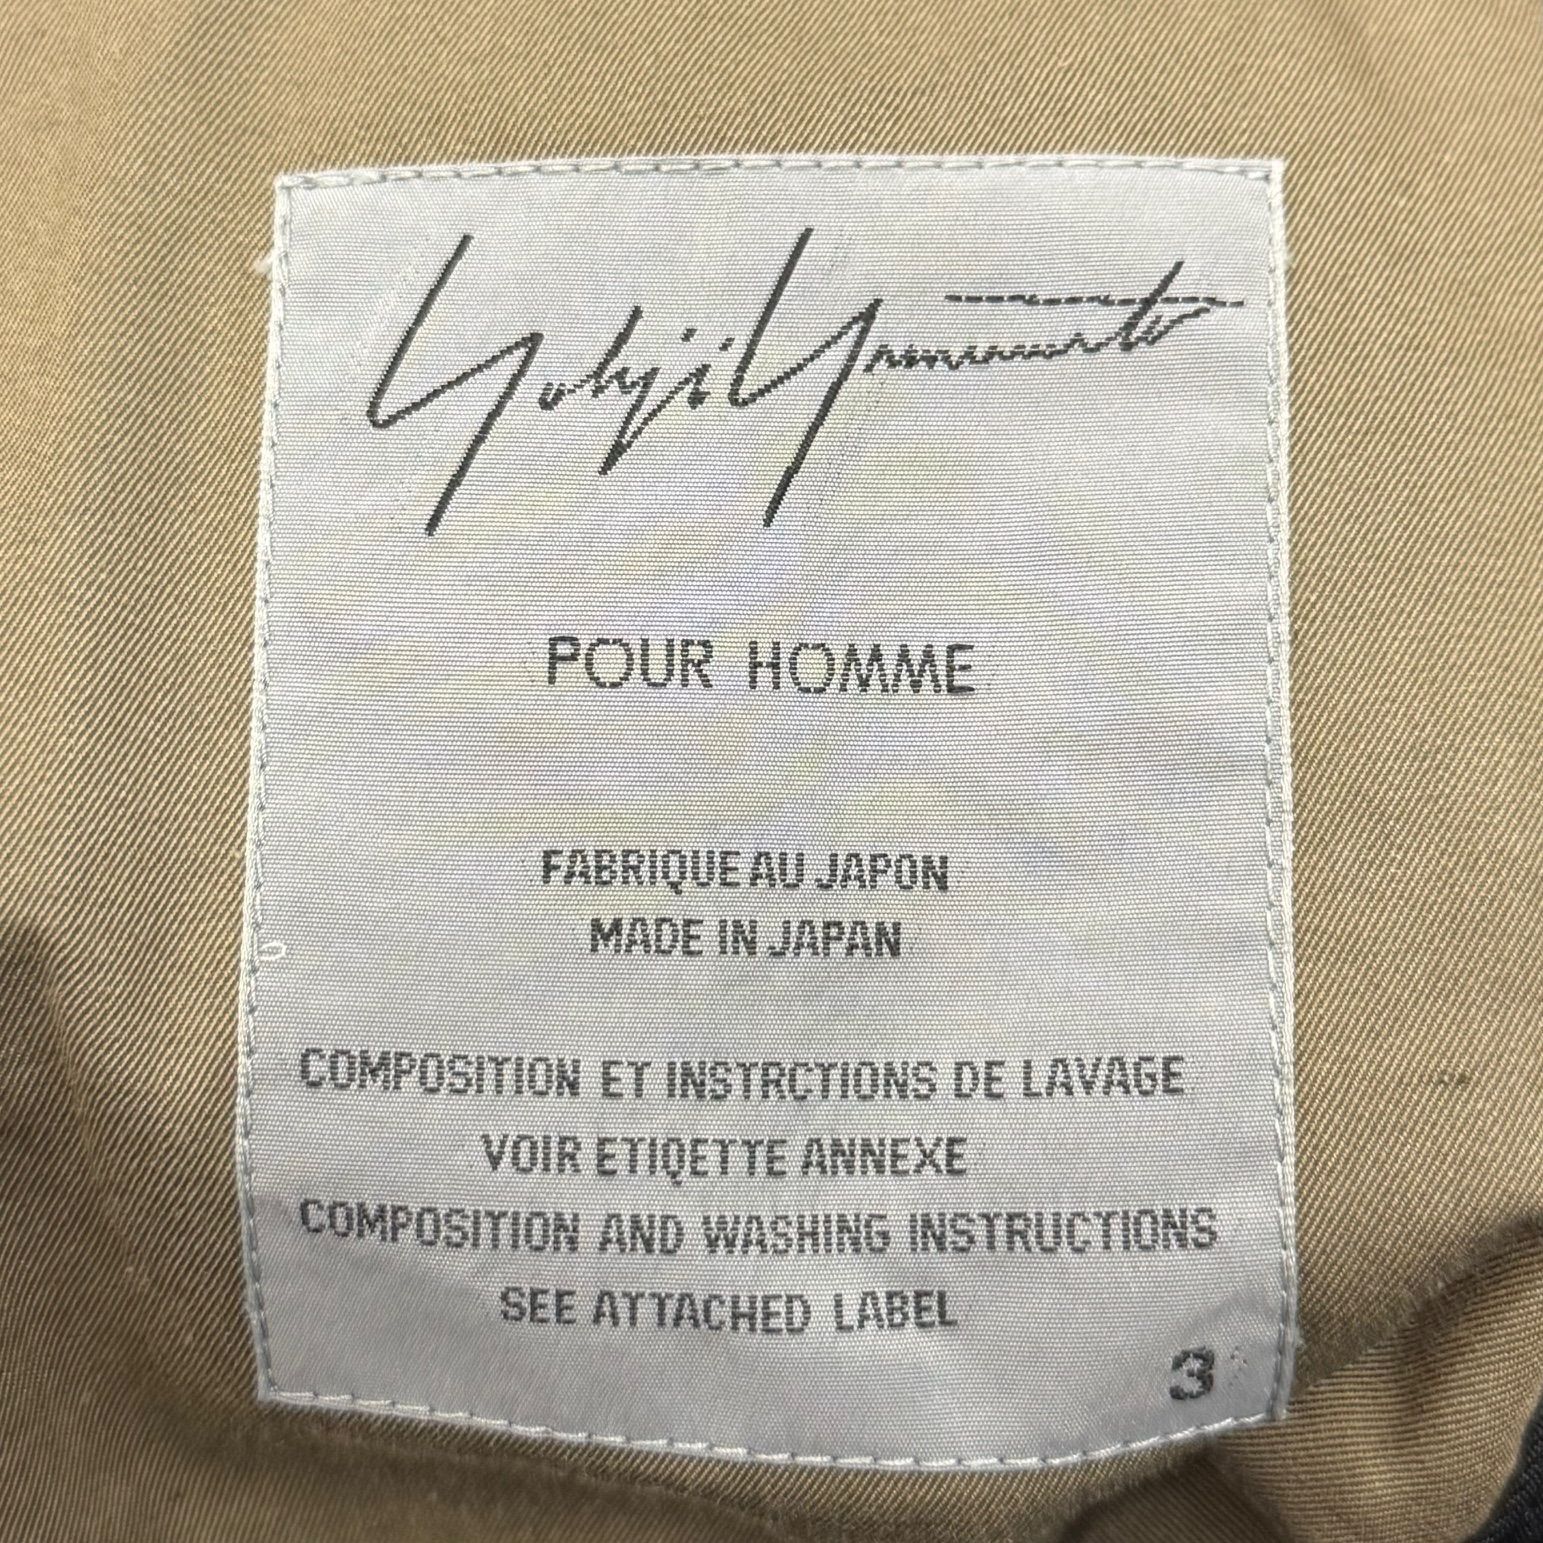 Yohji Yamamoto
POUR HOMME
FABRIQUE AU JAPON
MADE IN JAPAN
COMPOSITION ET INSTRCTIONS DE LAVAGE
VOIR ETIQETTE ANNEXE
COMPOSITION AND WASHING INSTRUCTIONS
SEE ATTACHED LABEL
3